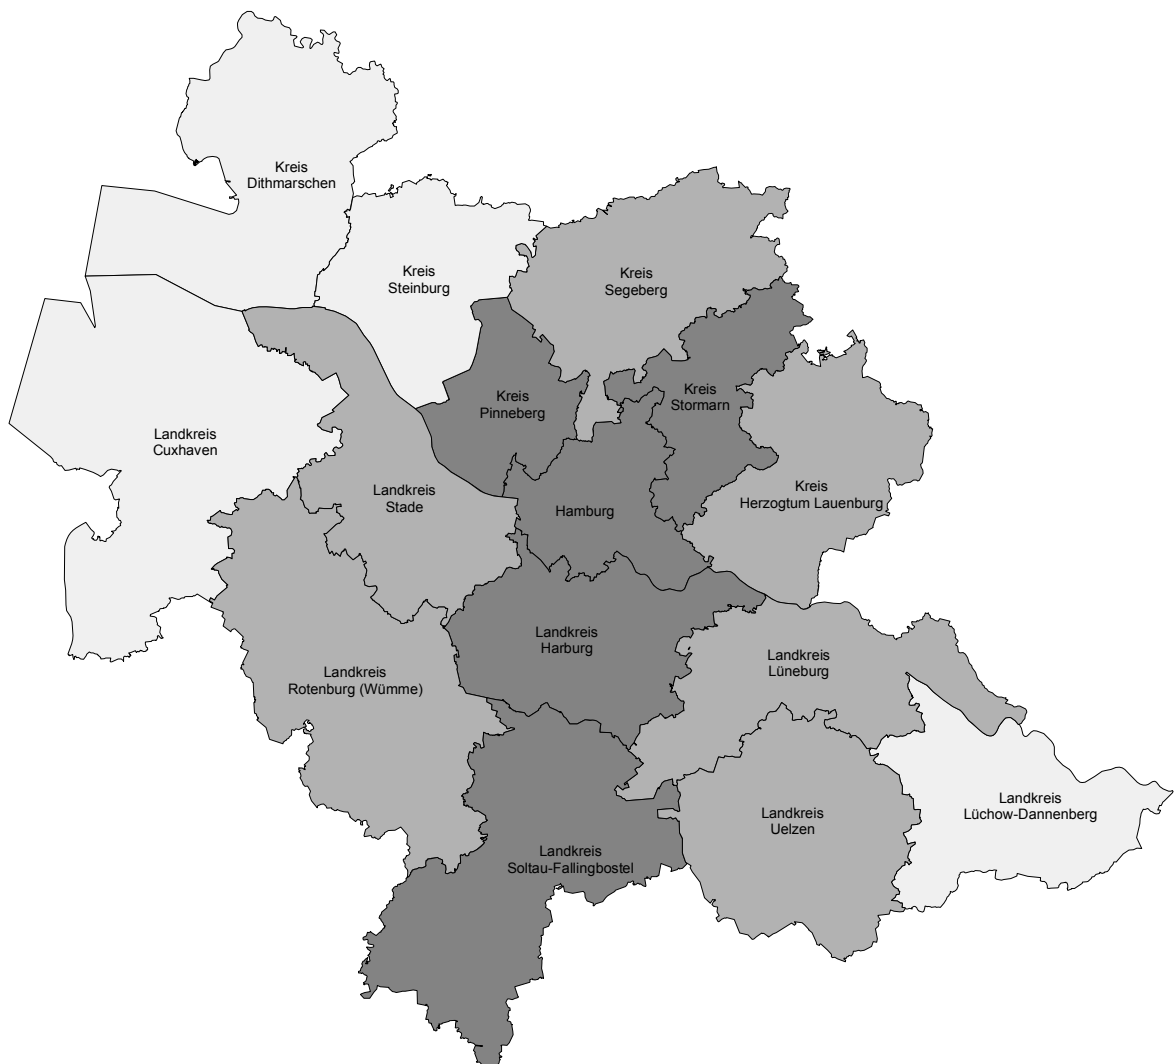 Kreis
Dithmarschen
Kreis
Steinburg
Kreis
Segeberg
Kreis
Pinneberg
Kreis
Stormarn
Landkreis
Cuxhaven
Landkreis
Stade
Hamburg
Kreis
Herzogtum Lauenburg
Landkreis
Harburg
Landkreis
Lüneburg
Landkreis
Rotenburg (Wümme)
Landkreis
Lüchow-Dannenberg
Landkreis
Uelzen
Landkreis
Soltau-Fallingbostel